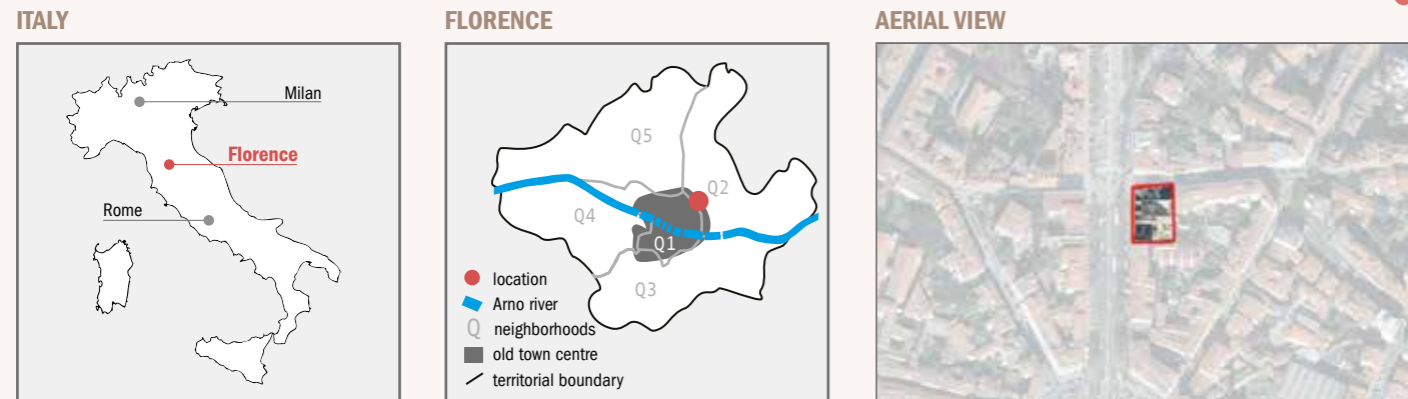 ITALY
Milan
Florence
Rome
FLORENCE
Q5
Q2
Q4
Q1
Q3
location
Arno river
Q neighborhoods
old town centre
territorial boundary
AERIAL VIEW